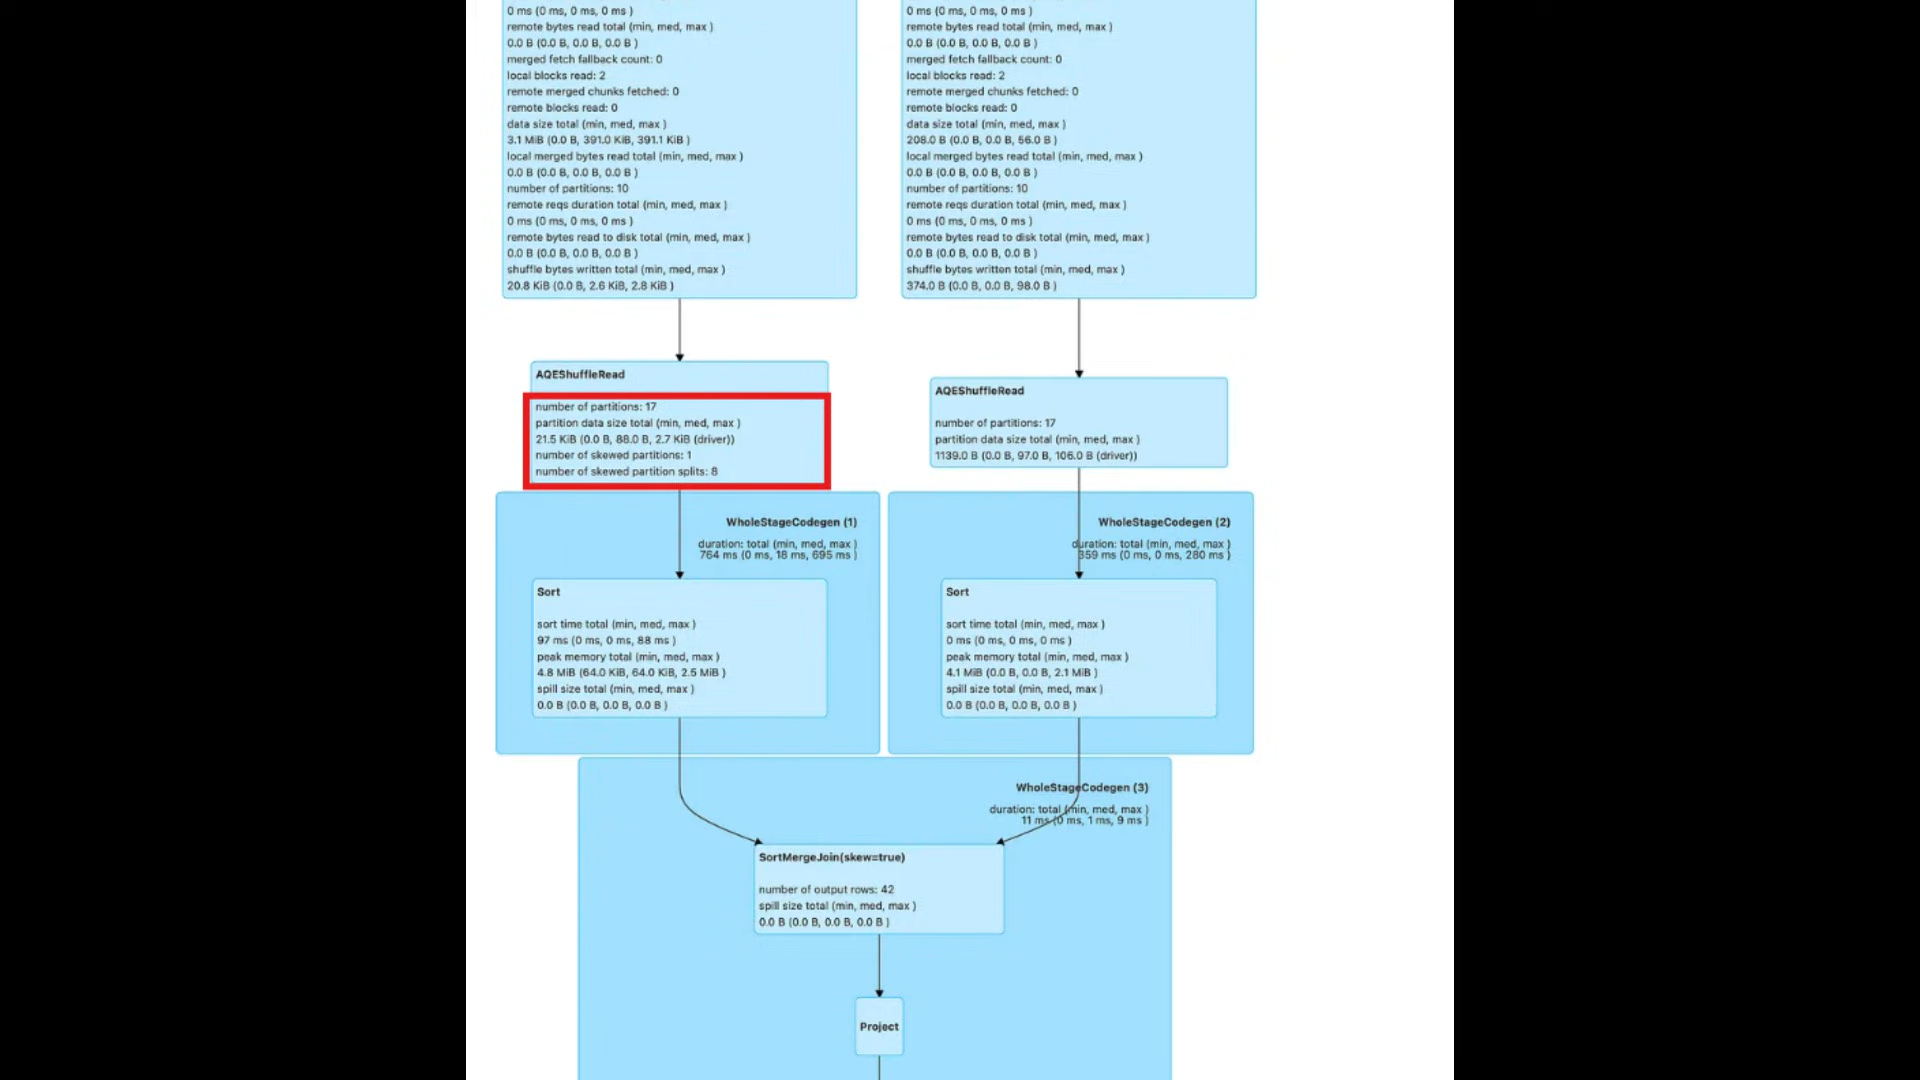 0 ms (0 ms, 0 ms, 0 ms )
remote bytes read total (min, med, max )
0.0 B (0.0 B, 0.0 B, 0.0 B )
merged fetch fallback count: 0
local blocks read: 2
remote merged chunks fetched: 0
remote blocks read: 0
data size total (min, med, max )
3.1 MiB (0.0 B, 391.0 KiB, 391.1 KiB )
local merged bytes read total (min, med, max )
0.0 B (0.0 B, 0.0 B, 0.0 B )
number of partitions: 10
remote reqs duration total (min, med, max )
0 ms (0 ms, 0 ms, 0 ms )
remote bytes read to disk total (min, med, max )
0.0 B (0.0 B, 0.0 B, 0.0 B )
shuffle bytes written total (min, med, max )
20.8 KiB (0.0 B, 2.6 KiB, 2.8 KiB )
0 ms (0 ms, 0 ms, 0 ms )
remote bytes read total (min, med, max )
0.0 B (0.0 B, 0.0 B, 0.0 B )
merged fetch fallback count: 0
local blocks read: 2
remote merged chunks fetched: 0
remote blocks read: 0
data size total (min, med, max )
208.0 B (0.0 B, 0.0 B, 56.0 B )
local merged bytes read total (min, med, max )
0.0 B (0.0 B, 0.0 B, 0.0 B )
number of partitions: 10
remote reqs duration total (min, med, max )
0 ms (0 ms, 0 ms, 0 ms )
remote bytes read to disk total (min, med, max )
0.0 B (0.0 B, 0.0 B, 0.0 B )
shuffle bytes written total (min, med, max )
374.0 B (0.0 B, 0.0 B, 98.0 B )
AQEShuffleRead
number of partitions: 17
partition data size total (min, med, max )
21.5 KiB (0.0 B, 88.0 B, 2.7 KiB (driver))
number of skewed partitions: 1
number of skewed partition splits: 8
AQEShuffleRead
number of partitions: 17
partition data size total (min, med, max )
1139.0 B (0.0 B, 97.0 B, 106.0 B (driver))
WholeStageCodegen (1)
duration: total (min, med, max )
764 ms (0 ms, 18 ms, 695 ms )
Sort
sort time total (min, med, max )
97 ms (0 ms, 0 ms, 88 ms )
peak memory total (min, med, max )
4.8 MiB (64.0 KiB, 64.0 KiB, 2.5 MiB )
spill size total (min, med, max )
0.0 B (0.0 B, 0.0 B, 0.0 B )
WholeStageCodegen (2)
duration: total (min, med, max )
359 ms (0 ms, 0 ms, 280 ms )
Sort
sort time total (min, med, max )
0 ms (0 ms, 0 ms, 0 ms )
peak memory total (min, med, max )
4.1 MiB (0.0 B, 0.0 B, 2.1 MiB )
spill size total (min, med, max )
0.0 B (0.0 B, 0.0 B, 0.0 B )
WholeStageCodegen (3)
duration: total (min, med, max )
11 ms (0 ms, 1 ms, 9 ms )
SortMergeJoin(skew=true)
number of output rows: 42
spill size total (min, med, max )
0.0 B (0.0 B, 0.0 B, 0.0 B )
Project